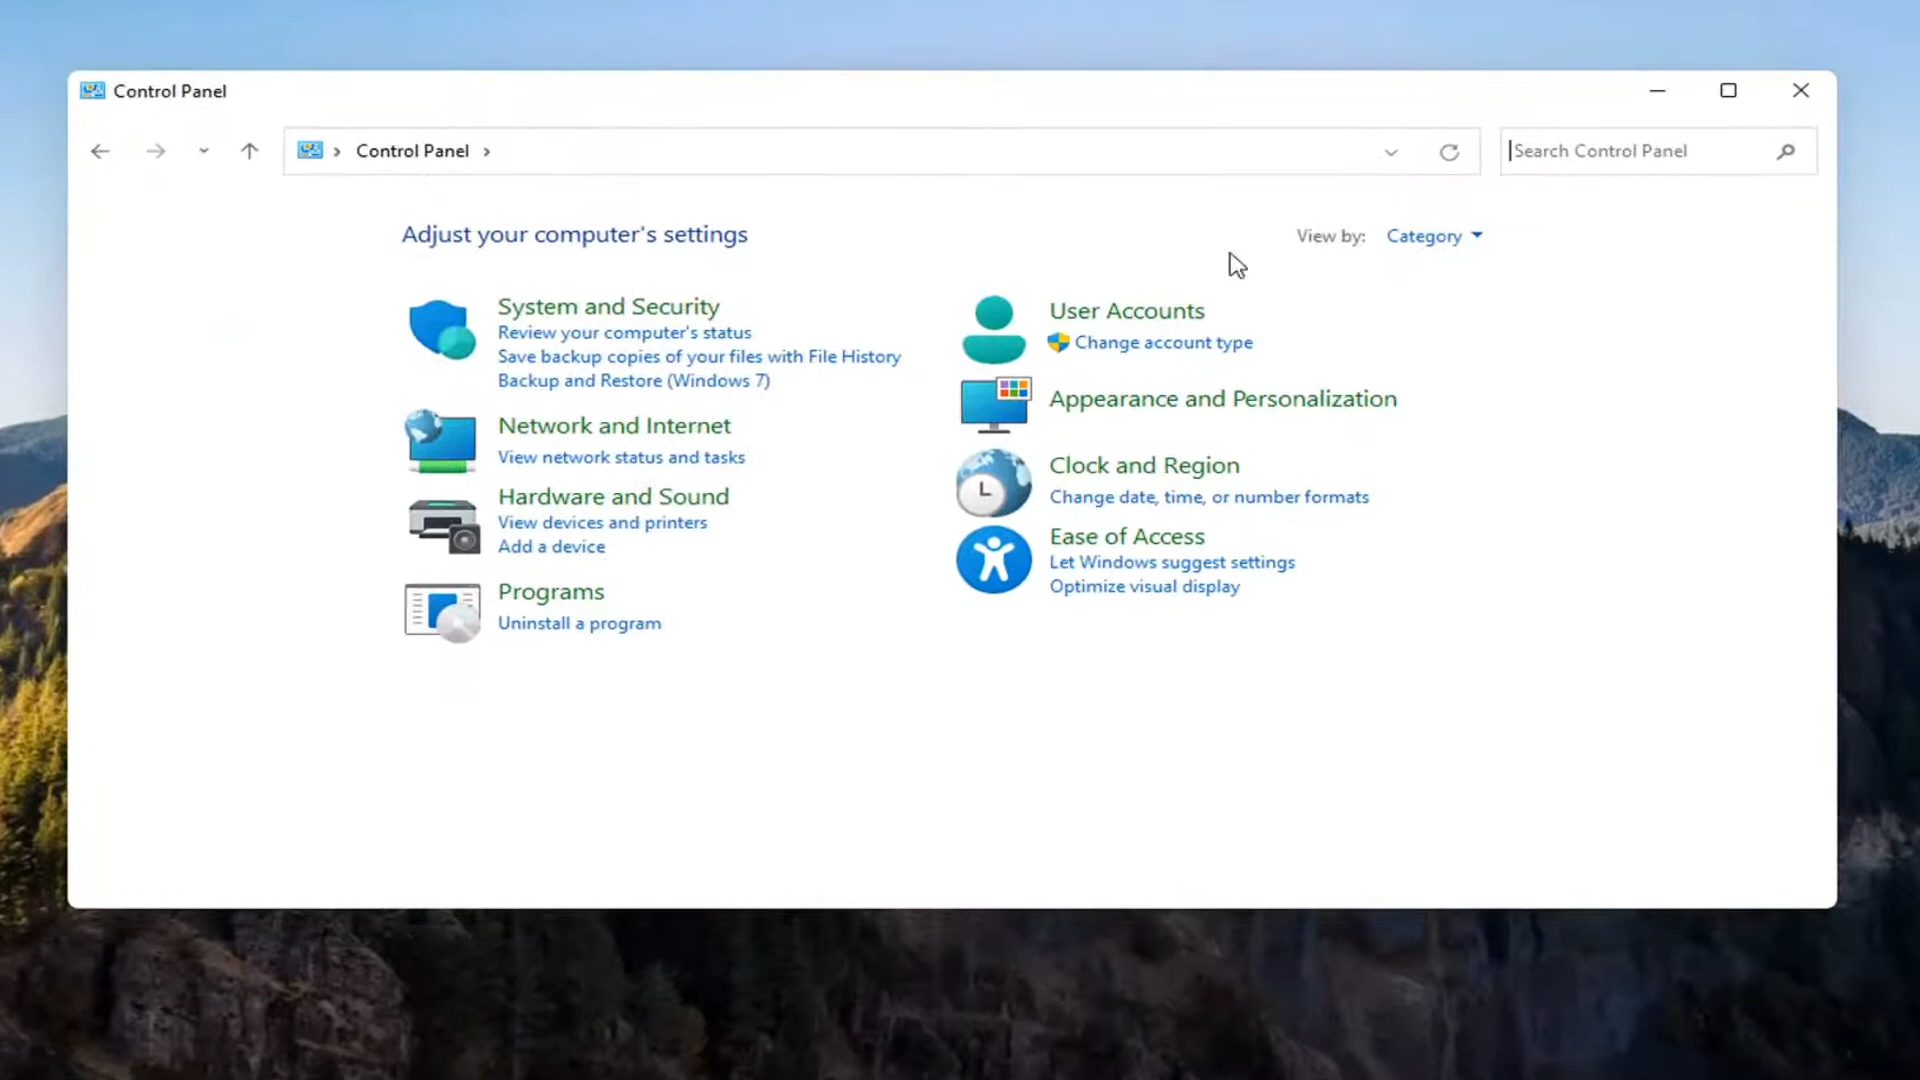 Control Panel
Control Panel
Search Control Panel
Adjust your computer's settings
View by: Category
System and Security
Review your computer's status
Save backup copies of your files with File History
Backup and Restore (Windows 7)
Network and Internet
View network status and tasks
Hardware and Sound
View devices and printers
Add a device
Programs
Uninstall a program
User Accounts
Change account type
Appearance and Personalization
Clock and Region
Change date, time, or number formats
Ease of Access
Let Windows suggest settings
Optimize visual display